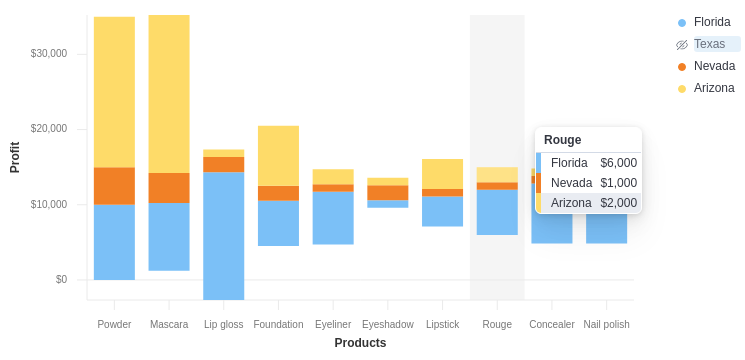 Florida
Texas
Nevada
Arizona
$30,000
$20,000
$10,000
$0
Profit
Rouge
Florida $6,000
Nevada $1,000
Arizona $2,000
Powder Mascara Lip gloss Foundation Eyeliner Eyeshadow Lipstick Rouge Concealer Nail polish
Products